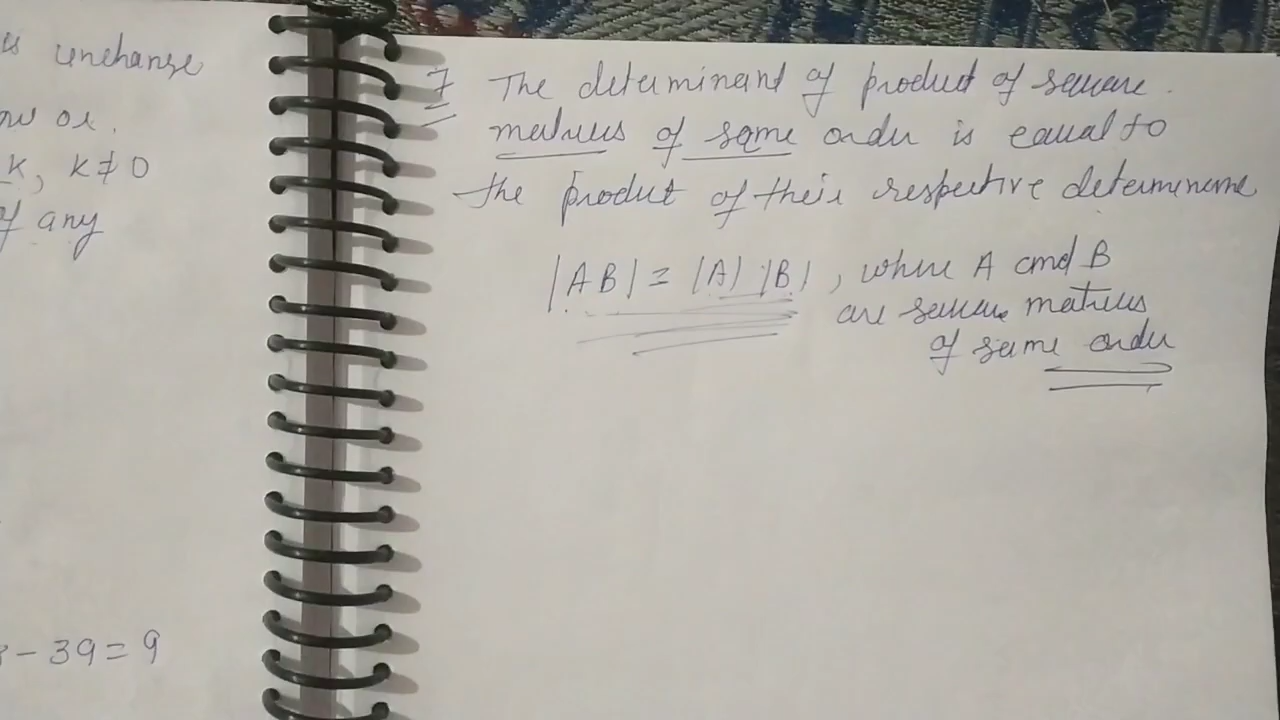 is unchange
or
k, k ≠ 0
of any
- 39 = 9
7 The determinant of product of square.
matrices of same order is equal to
the product of their respective determinane
|AB| = |A| |B|, where A and B
are square matrices
of same order